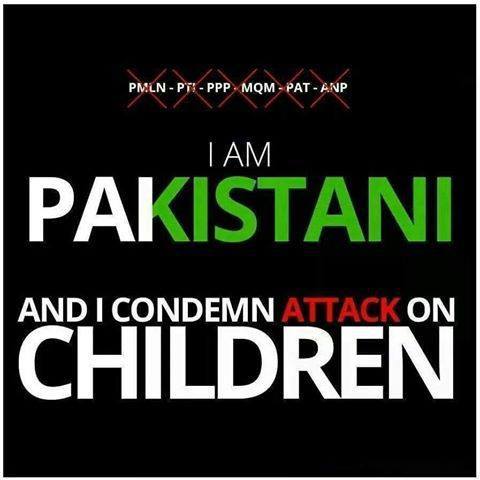 PMLN - PTI - PPP - MQM - PAT - ANP
I AM
PAKISTANI
AND I CONDEMN ATTACK ON
CHILDREN